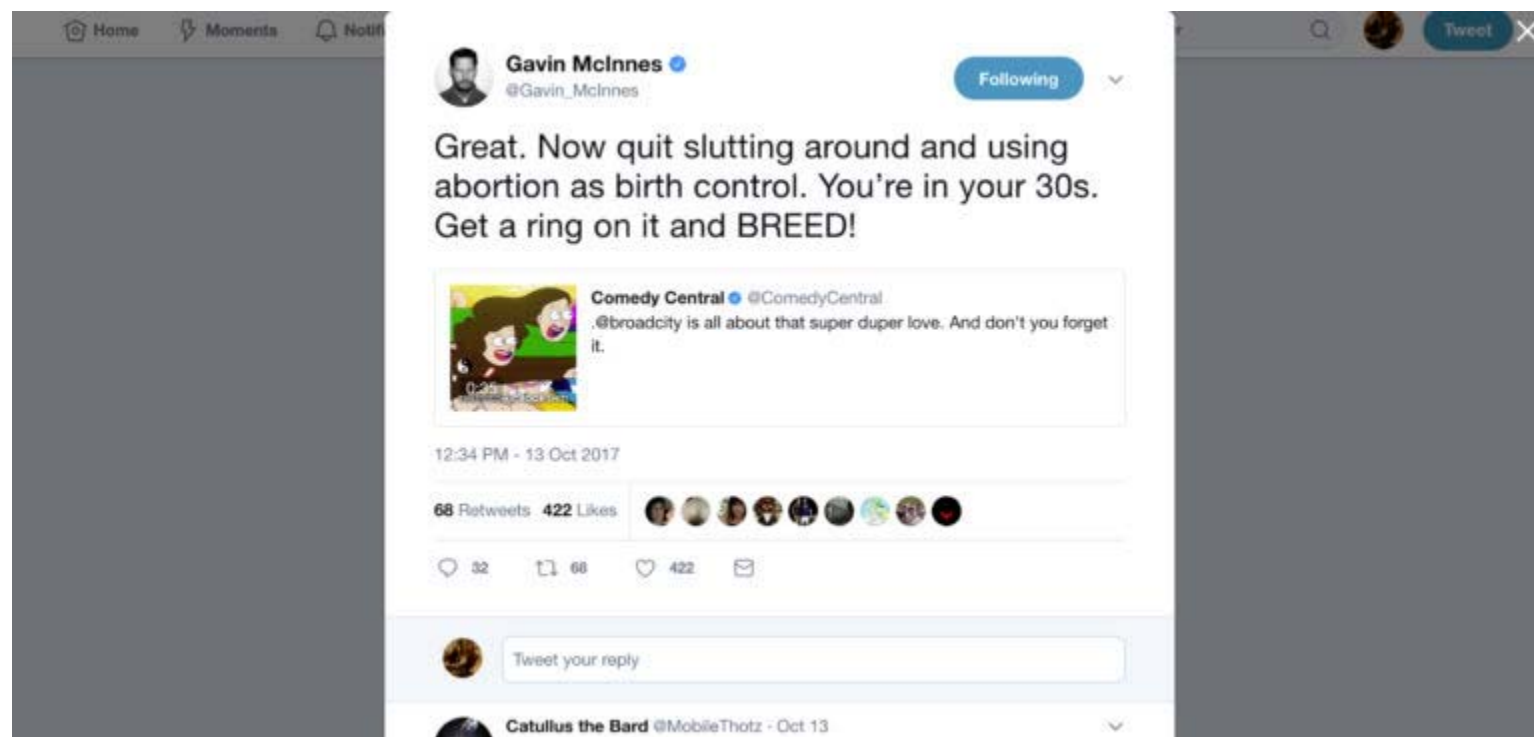 Home Moments Notifi
Tweet
Gavin McInnes
@Gavin_McInnes
Following
Great. Now quit slutting around and using
abortion as birth control. You’re in your 30s.
Get a ring on it and BREED!
Comedy Central @ComedyCentral
.@broadcity is all about that super duper love. And don't you forget
it.
0:35
12:34 PM - 13 Oct 2017
68 Retweets 422 Likes
32 68 422
Tweet your reply
Catullus the Bard @MobileThotz · Oct 13